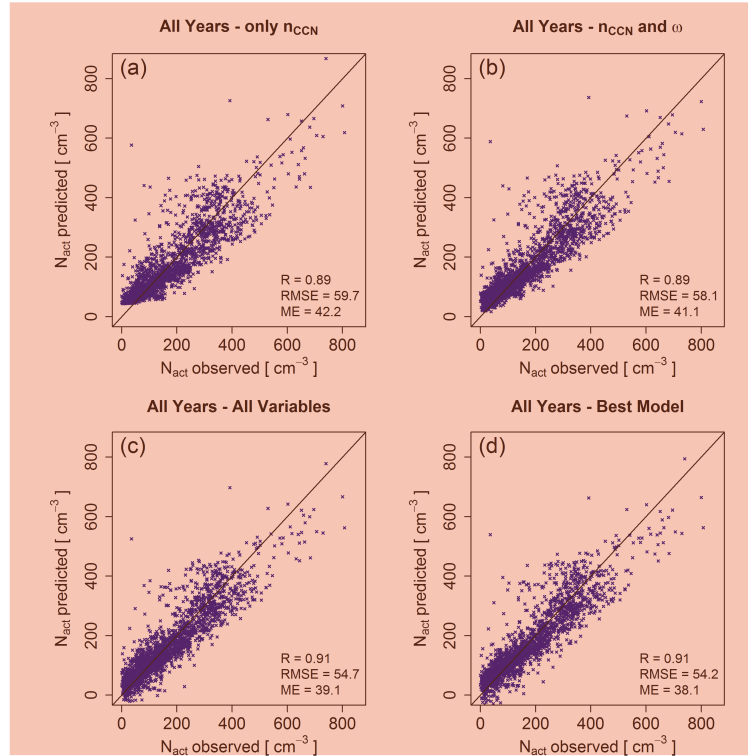 All Years - only nCCN
(a)
Nact predicted [ cm−3 ]
800
600
400
200
0
R = 0.89
RMSE = 59.7
ME = 42.2
0 200 400 600 800
Nact observed [ cm−3 ]
All Years - nCCN and ω
(b)
Nact predicted [ cm−3 ]
800
600
400
200
0
R = 0.89
RMSE = 58.1
ME = 41.1
0 200 400 600 800
Nact observed [ cm−3 ]
All Years - All Variables
(c)
Nact predicted [ cm−3 ]
800
600
400
200
0
R = 0.91
RMSE = 54.7
ME = 39.1
0 200 400 600 800
Nact observed [ cm−3 ]
All Years - Best Model
(d)
Nact predicted [ cm−3 ]
800
600
400
200
0
R = 0.91
RMSE = 54.2
ME = 38.1
0 200 400 600 800
Nact observed [ cm−3 ]